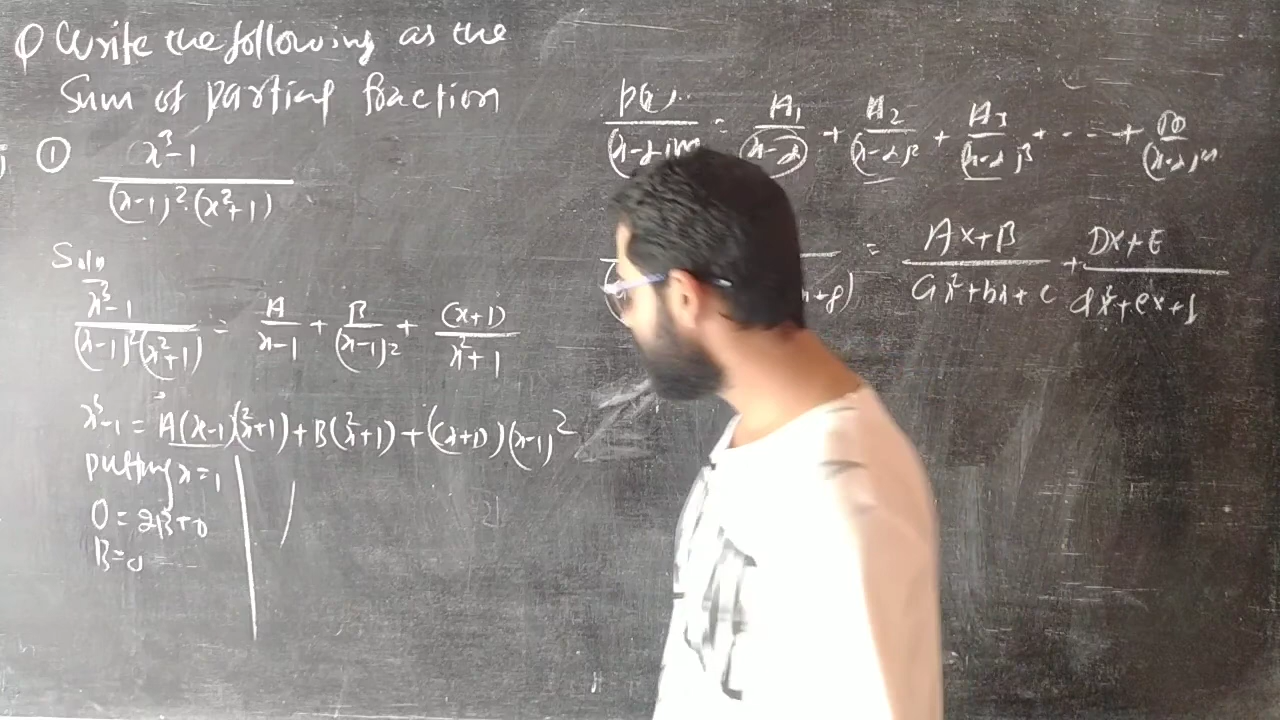 Q Write the following as the
Sum of partial fraction
① x³-1
(x-1)²·(x²+1)
Soln
x³-1 / (x-1)²(x²+1) = A / x-1 + B / (x-1)² + (x+D) / x²+1
x³-1 = A(x-1)(x²+1) + B(x²+1) + (x+D)(x-1)²
putting x=1
0 = 2B+0
B=0
= A₁ / (x-α) + A₂ / (x-α)² + A₃ / (x-α)³ + ---- +
= Ax+B / ax²+bx+c + Dx+E / dx²+ex+f